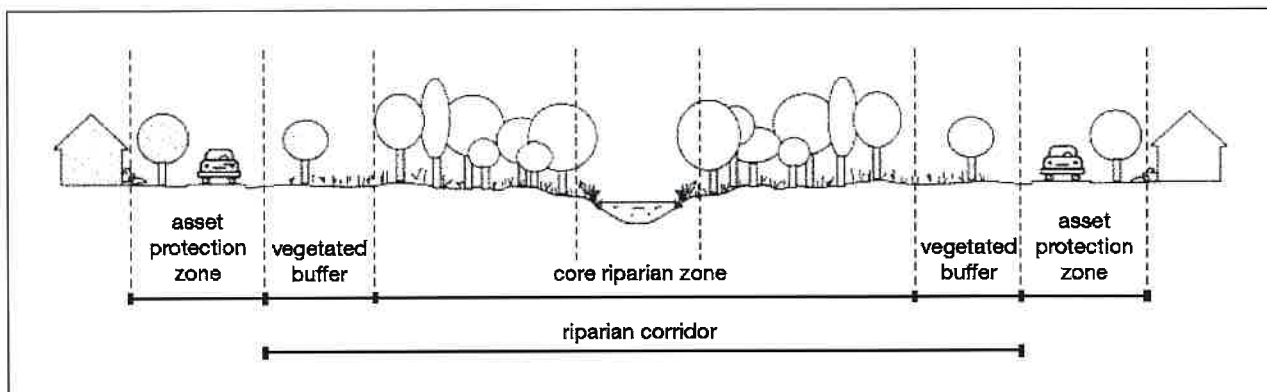 asset
protection
zone
vegetated
buffer
core riparian zone
vegetated
buffer
asset
protection
zone
riparian corridor